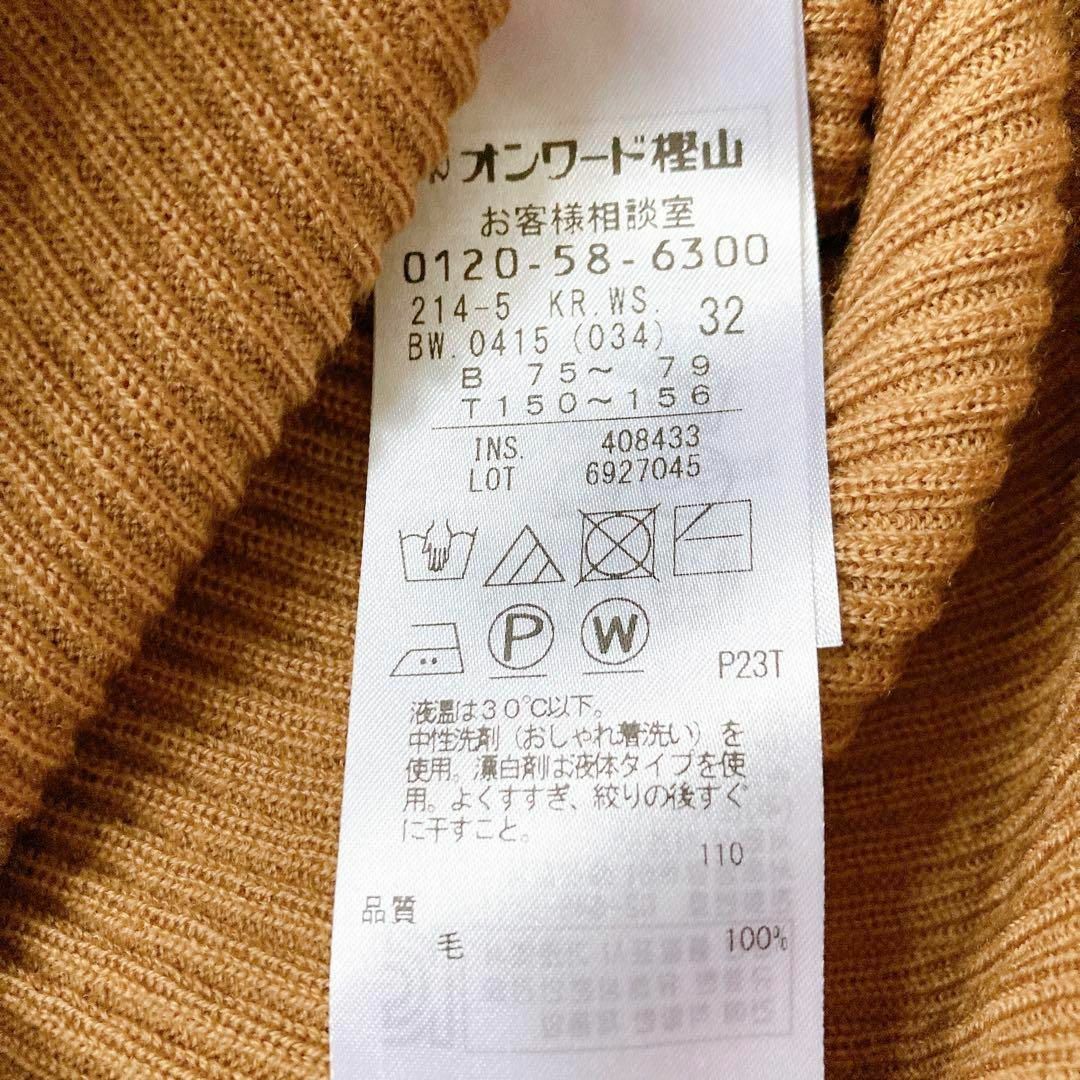 オンワード樫山
お客様相談室
0120-58-6300
214-5 KR.WS.
BW.0415(034) 32
B 75～ 79
T150～156
INS. 408433
LOT 6927045
P W
P23T
液温は30℃以下。
中性洗剤(おしゃれ着洗い)を
使用。漂白剤は液体タイプを使
用。よくすすぎ、絞りの後すぐ
に干すこと。
110
品質
毛 100%